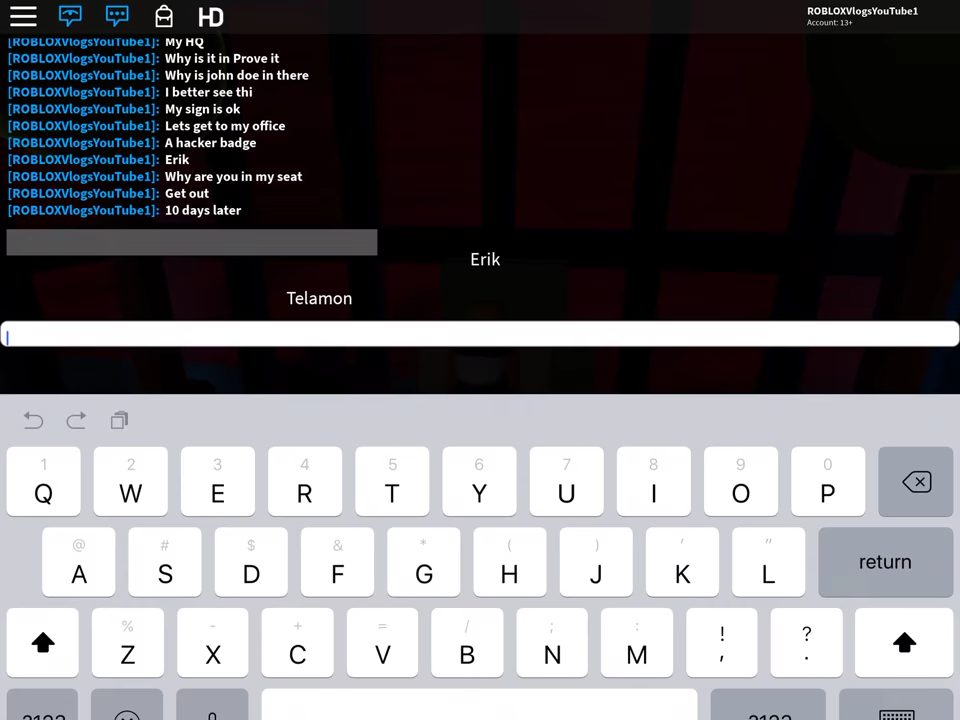 HD
ROBLOXVlogsYouTube1
Account: 13+
[ROBLOXVlogsYouTube1]: My HQ
[ROBLOXVlogsYouTube1]: Why is it in Prove it
[ROBLOXVlogsYouTube1]: Why is john doe in there
[ROBLOXVlogsYouTube1]: I better see thi
[ROBLOXVlogsYouTube1]: My sign is ok
[ROBLOXVlogsYouTube1]: Lets get to my office
[ROBLOXVlogsYouTube1]: A hacker badge
[ROBLOXVlogsYouTube1]: Erik
[ROBLOXVlogsYouTube1]: Why are you in my seat
[ROBLOXVlogsYouTube1]: Get out
[ROBLOXVlogsYouTube1]: 10 days later
Erik
Telamon
1 2 3 4 5 6 7 8 9 0
Q W E R T Y U I O P
@ # $ & * ( ) ' "
A S D F G H J K L return
% - + = / ; : ! ?
Z X C V B N M , .
.?123 .?123